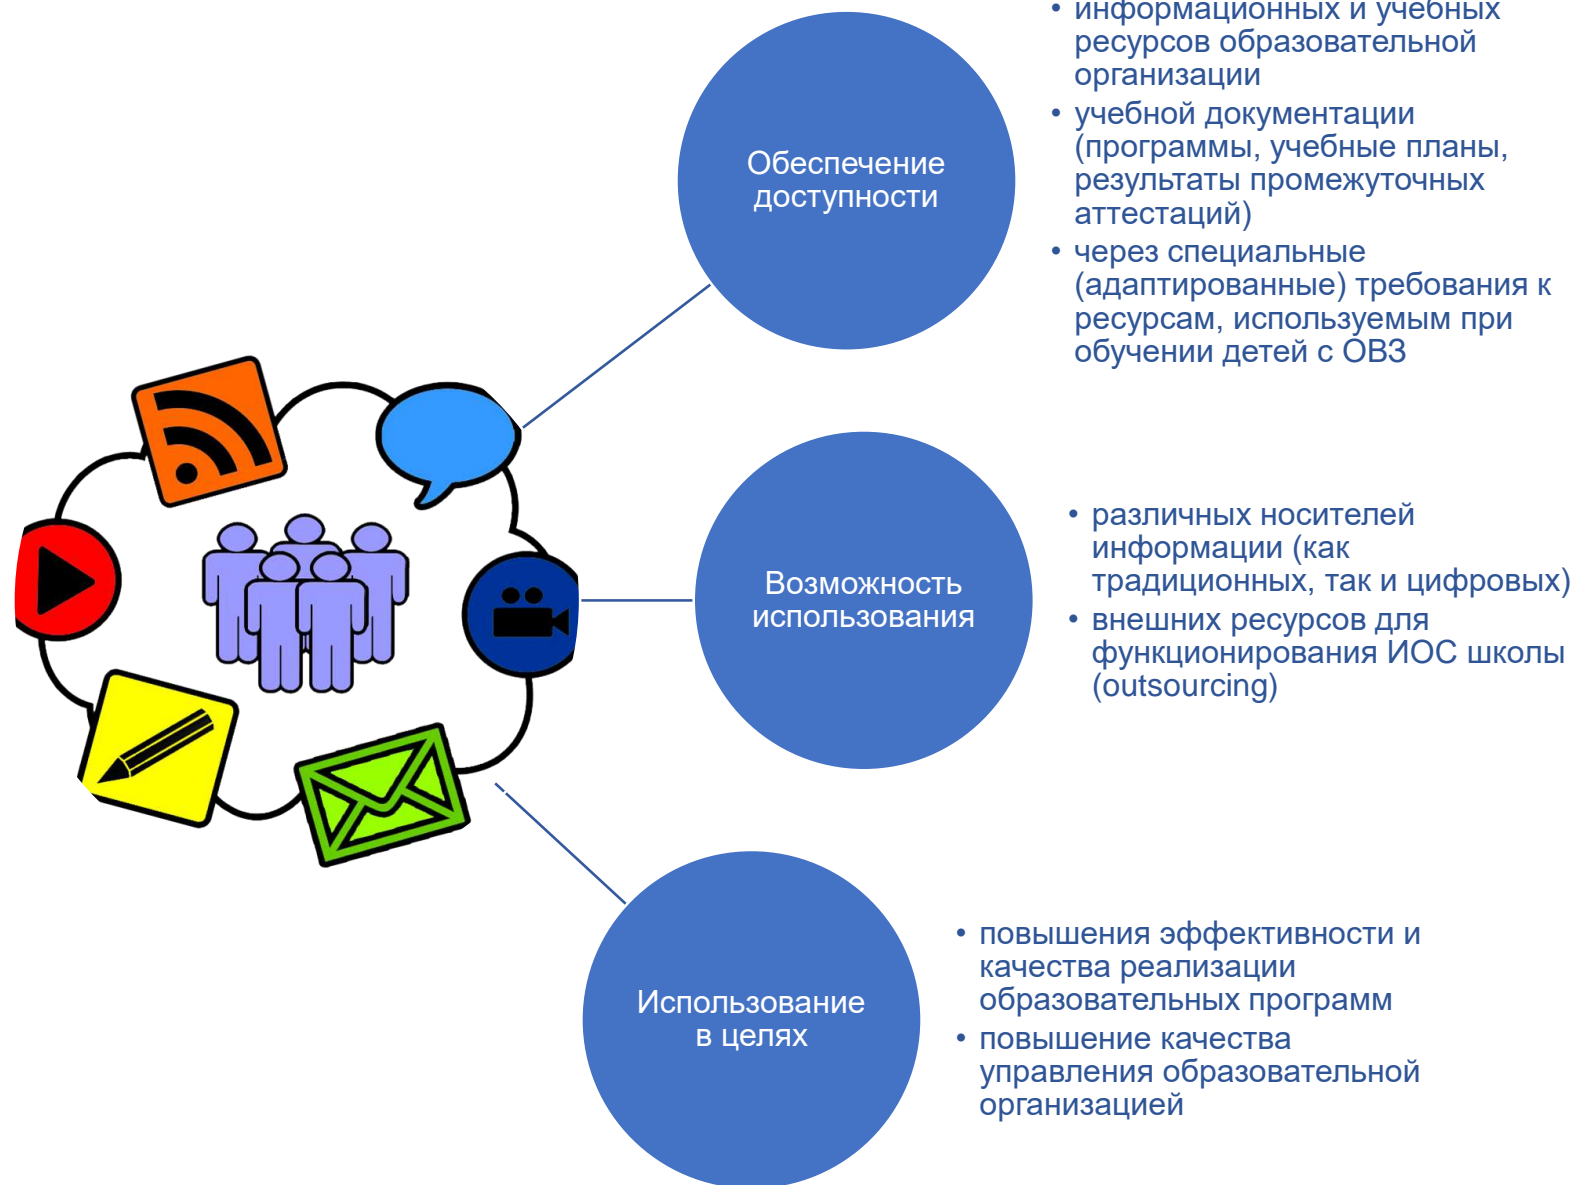 Обеспечение
доступности
• информационных и учебных
ресурсов образовательной
организации
• учебной документации
(программы, учебные планы,
результаты промежуточных
аттестаций)
• через специальные
(адаптированные) требования к
ресурсам, используемым при
обучении детей с ОВЗ
Возможность
использования
• различных носителей
информации (как
традиционных, так и цифровых)
• внешних ресурсов для
функционирования ИОС школы
(outsourcing)
Использование
в целях
• повышения эффективности и
качества реализации
образовательных программ
• повышение качества
управления образовательной
организацией